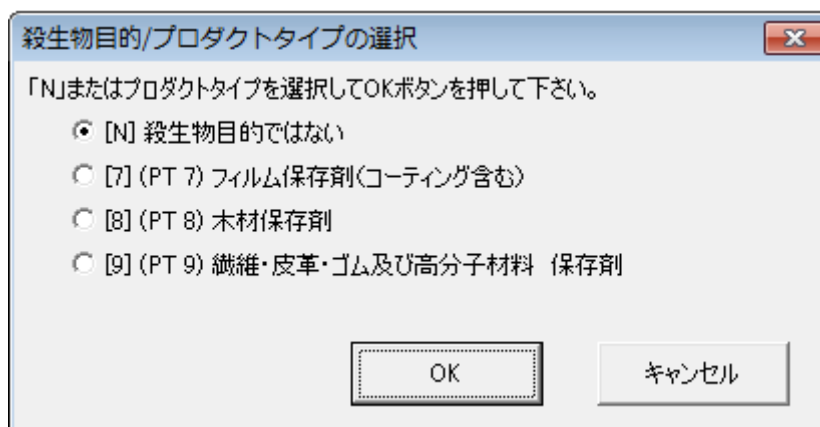 殺生物目的/プロダクトタイプの選択
「N」またはプロダクトタイプを選択してOKボタンを押して下さい。
[N] 殺生物目的ではない
[7] (PT 7) フィルム保存剤(コーティング含む)
[8] (PT 8) 木材保存剤
[9] (PT 9) 繊維・皮革・ゴム及び高分子材料 保存剤
OK キャンセル